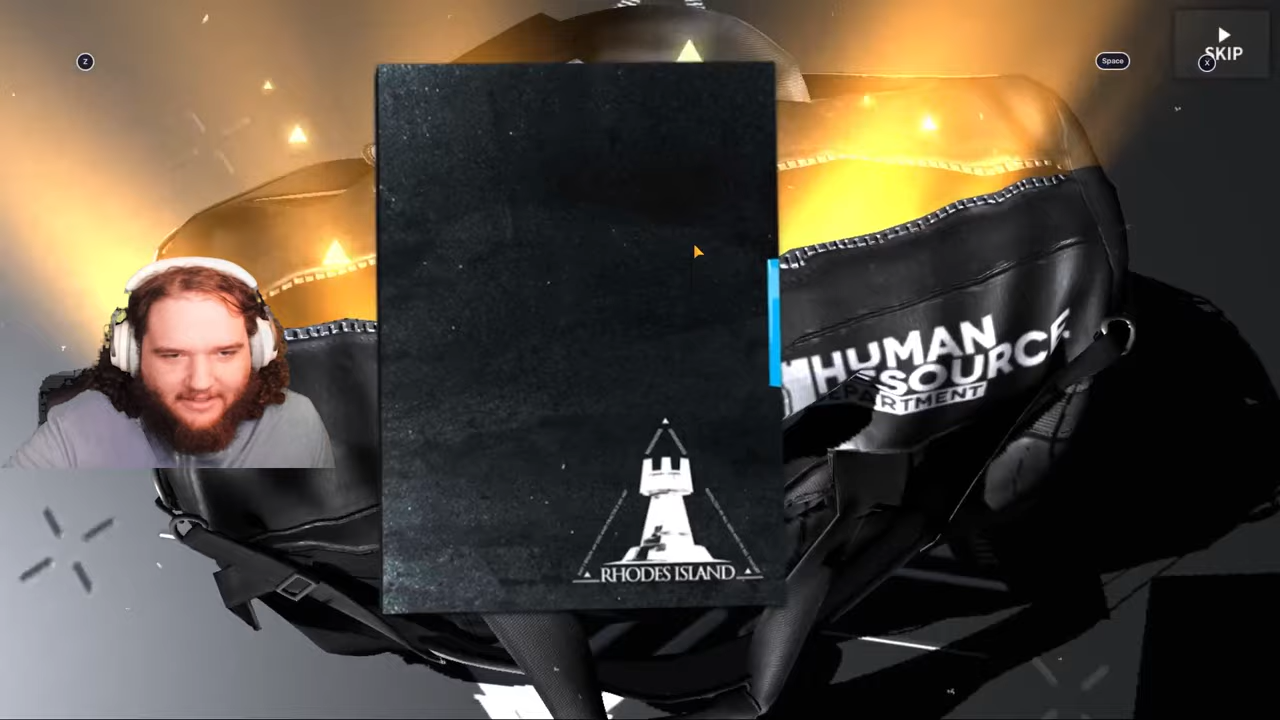 Z
Space
X
SKIP
HUMAN
RESOURCE
DEPARTMENT
RHODES ISLAND